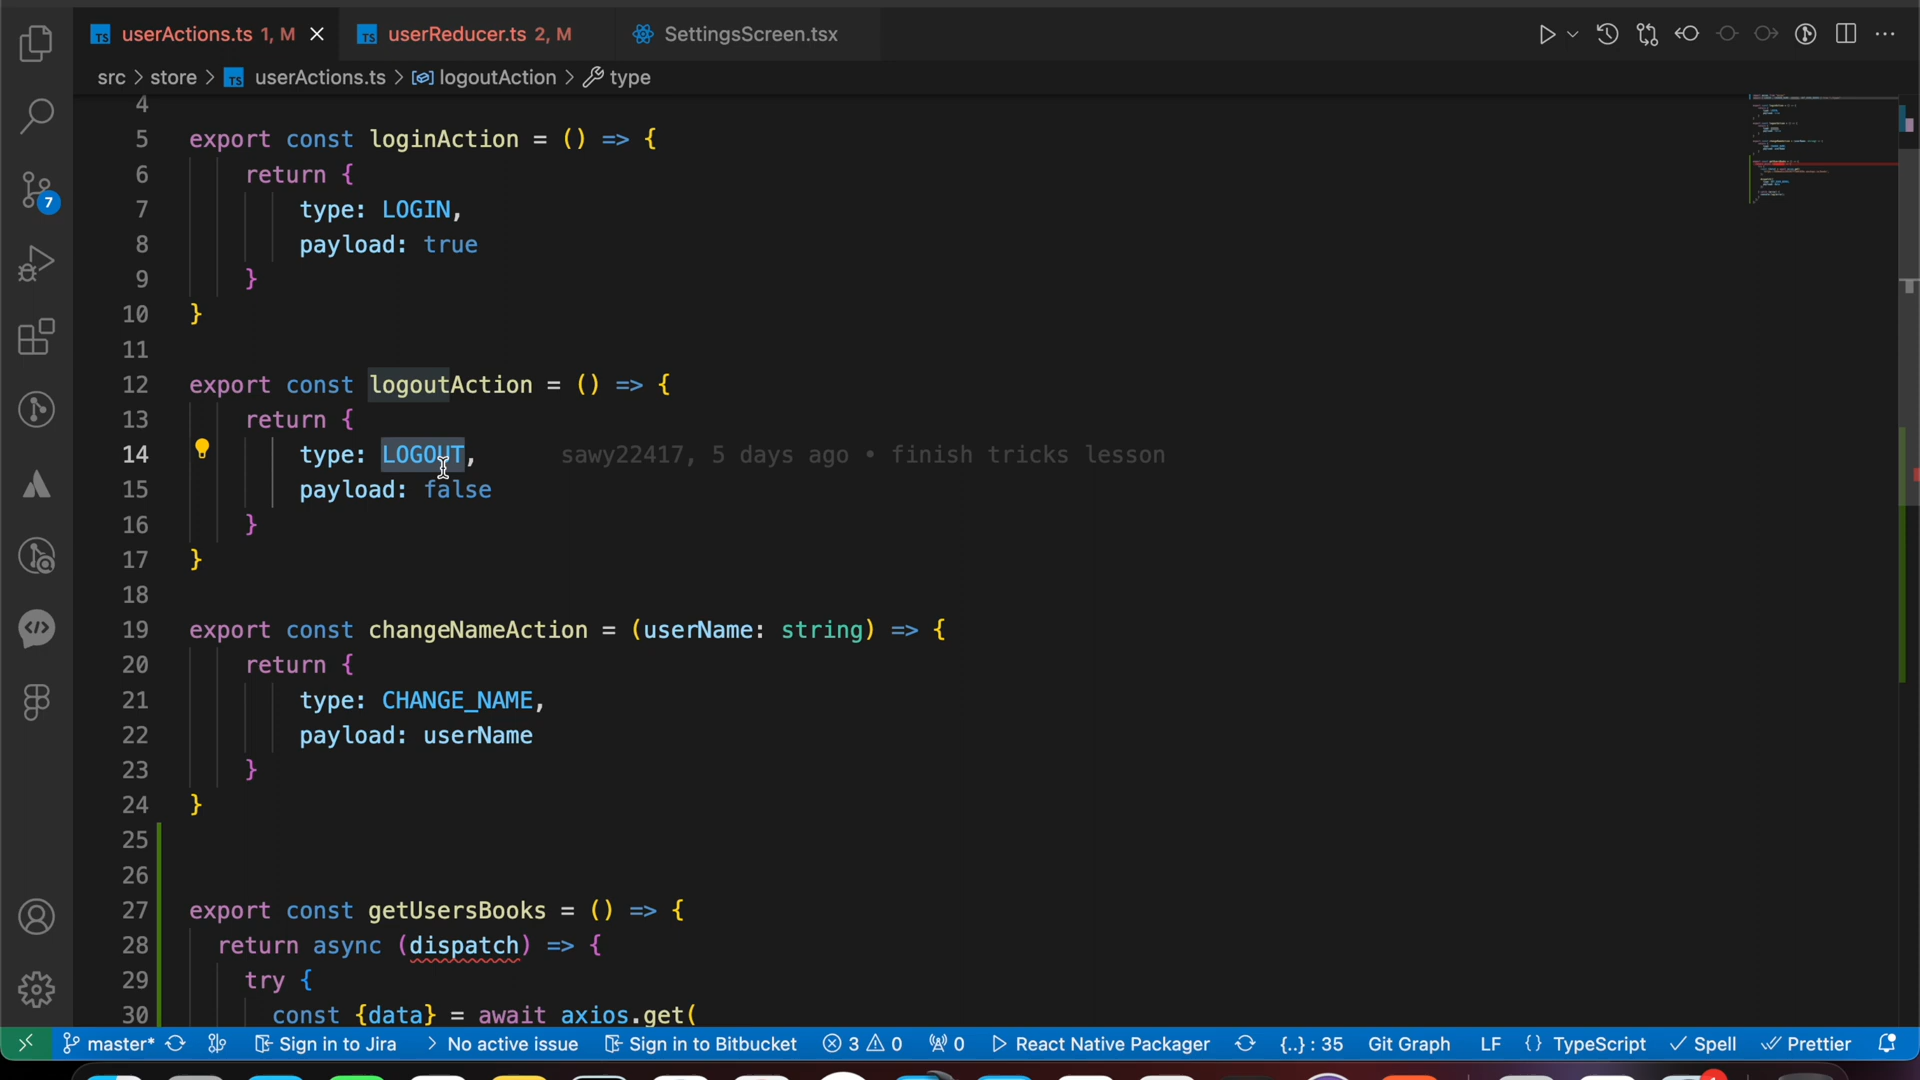 TS userActions.ts 1, M × TS userReducer.ts 2, M SettingsScreen.tsx
src > store > TS userActions.ts > logoutAction > type
4
5 export const loginAction = () => {
6 return {
7 type: LOGIN,
8 payload: true
9 }
10 }
11
12 export const logoutAction = () => {
13 return {
14 type: LOGOUT, sawy22417, 5 days ago • finish tricks lesson
15 payload: false
16 }
17 }
18
19 export const changeNameAction = (userName: string) => {
20 return {
21 type: CHANGE_NAME,
22 payload: userName
23 }
24 }
25
26
27 export const getUsersBooks = () => {
28 return async (dispatch) => {
29 try {
30 const {data} = await axios.get(
7
master* Sign in to Jira > No active issue Sign in to Bitbucket 3 0 0 React Native Packager {..} : 35 Git Graph LF {} TypeScript Spell Prettier